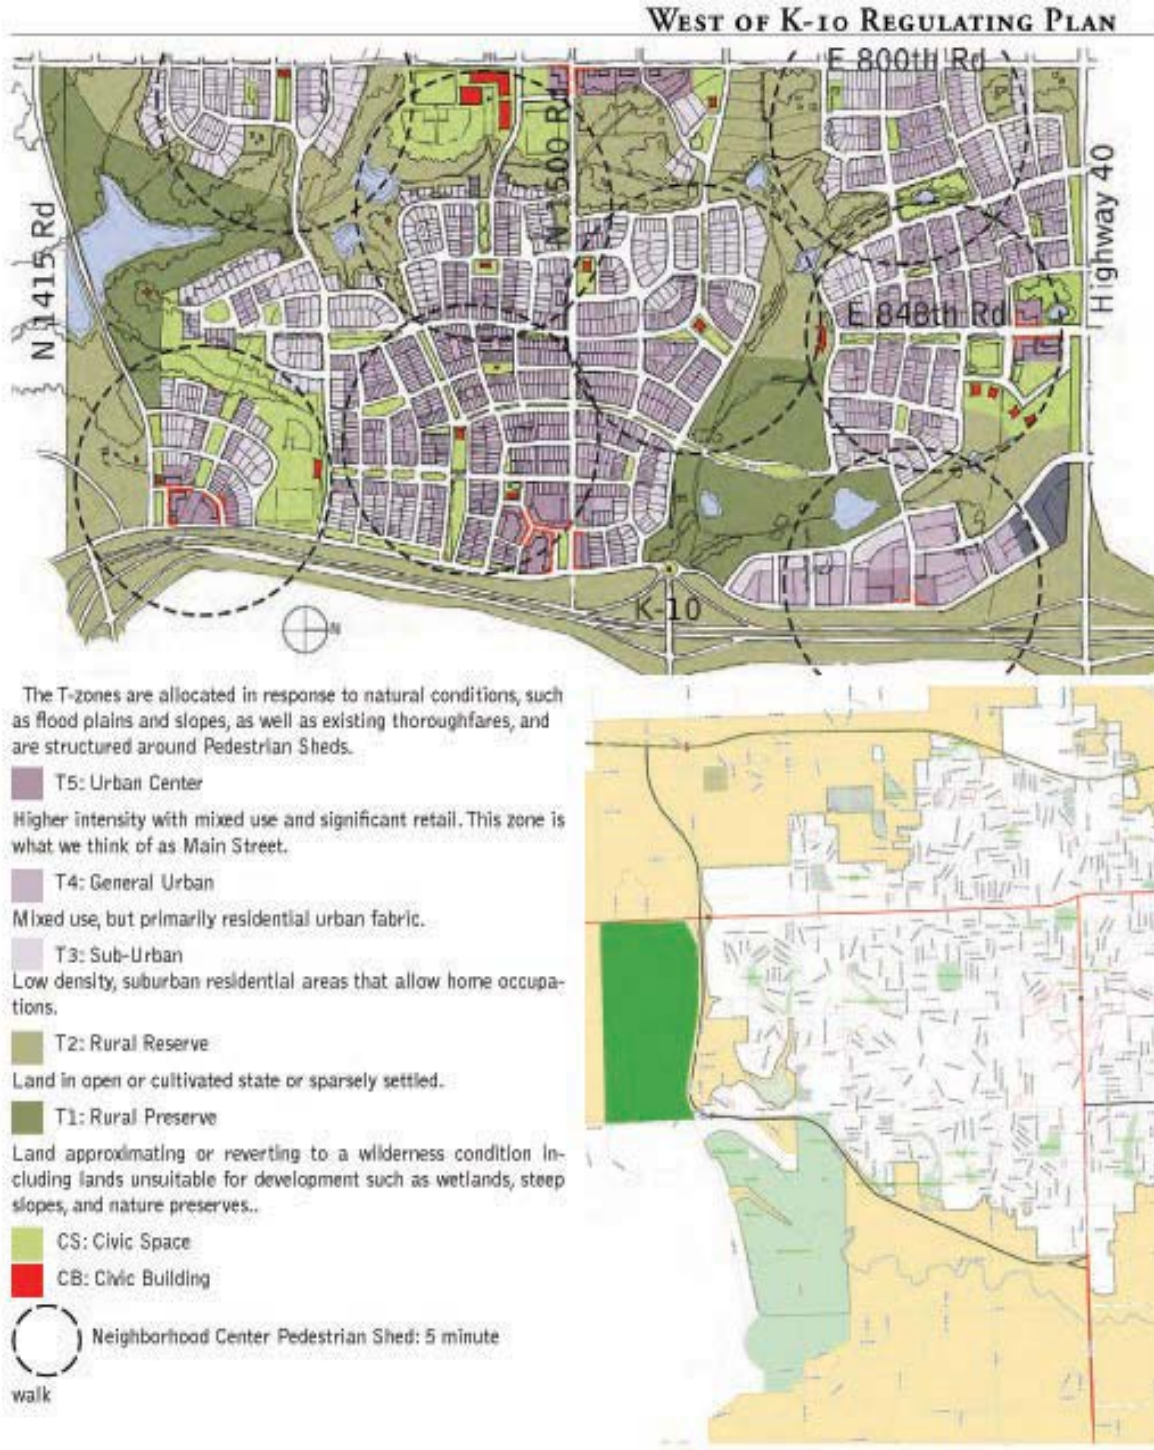 WEST OF K-10 REGULATING PLAN
E 800th Rd
N 1415 Rd
N 1500 Rd
Highway 40
E 848th Rd
K-10
N
The T-zones are allocated in response to natural conditions, such
as flood plains and slopes, as well as existing thoroughfares, and
are structured around Pedestrian Sheds.
T5: Urban Center
Higher intensity with mixed use and significant retail. This zone is
what we think of as Main Street.
T4: General Urban
Mixed use, but primarily residential urban fabric.
T3: Sub-Urban
Low density, suburban residential areas that allow home occupa-
tions.
T2: Rural Reserve
Land in open or cultivated state or sparsely settled.
T1: Rural Preserve
Land approximating or reverting to a wilderness condition in-
cluding lands unsuitable for development such as wetlands, steep
slopes, and nature preserves..
CS: Civic Space
CB: Civic Building
Neighborhood Center Pedestrian Shed: 5 minute
walk